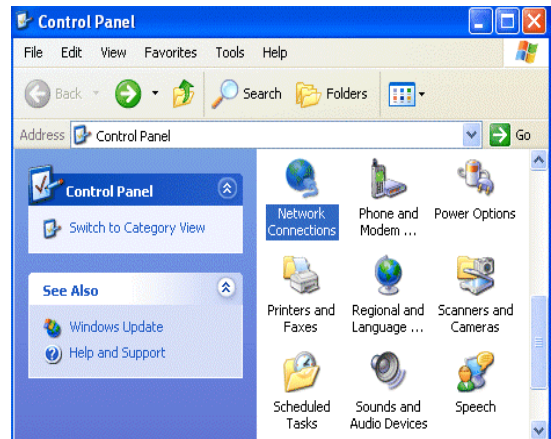 Control Panel
File Edit View Favorites Tools Help
Back Search Folders
Address Control Panel Go
Control Panel
Switch to Category View
See Also
Windows Update
Help and Support
Network Connections
Phone and Modem ...
Power Options
Printers and Faxes
Regional and Language ...
Scanners and Cameras
Scheduled Tasks
Sounds and Audio Devices
Speech